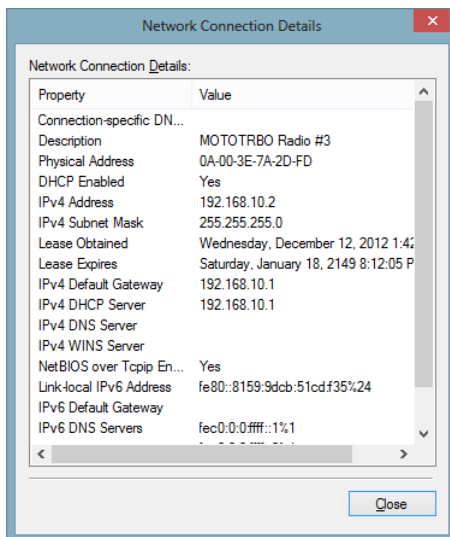 Network Connection Details
Network Connection Details:
Property Value
Connection-specific DN...
Description MOTOTRBO Radio #3
Physical Address 0A-00-3E-7A-2D-FD
DHCP Enabled Yes
IPv4 Address 192.168.10.2
IPv4 Subnet Mask 255.255.255.0
Lease Obtained Wednesday, December 12, 2012 1:42
Lease Expires Saturday, January 18, 2149 8:12:05 P
IPv4 Default Gateway 192.168.10.1
IPv4 DHCP Server 192.168.10.1
IPv4 DNS Server
IPv4 WINS Server
NetBIOS over Tcpip En... Yes
Link-local IPv6 Address fe80::8159:9dcb:51cd:f35%24
IPv6 Default Gateway
IPv6 DNS Servers fec0:0:0:ffff::1%1
Close